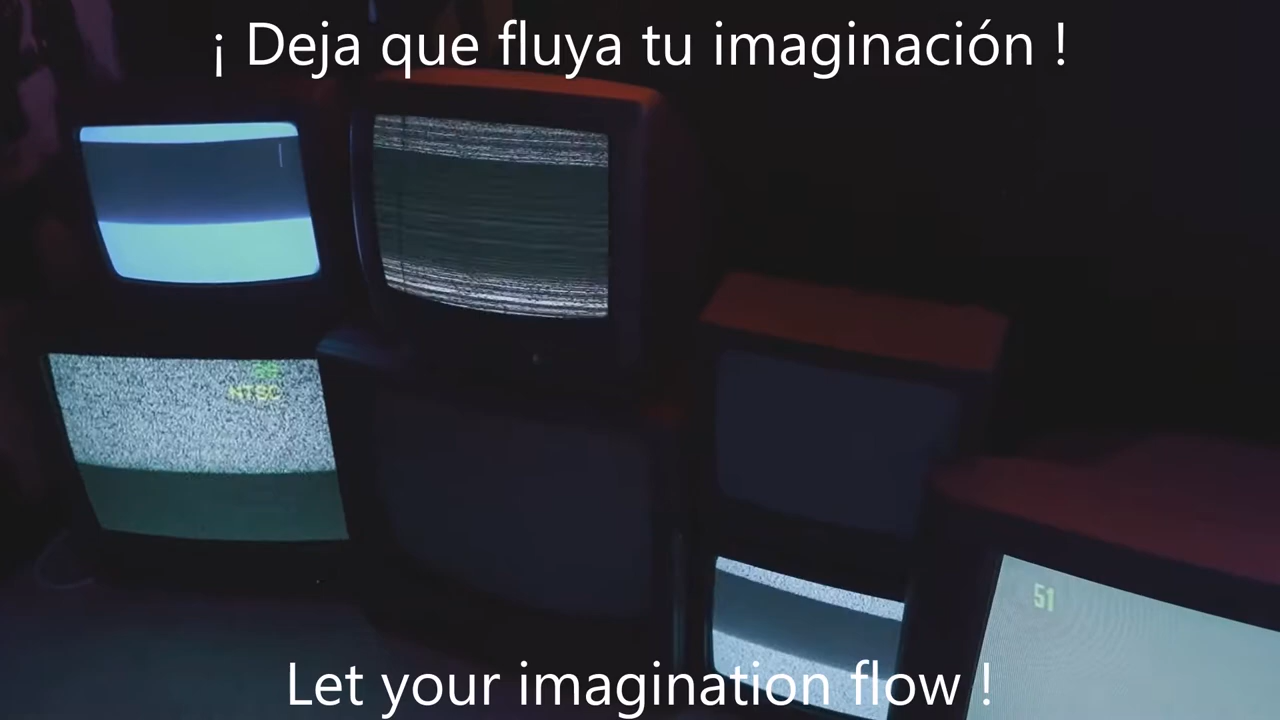 ¡ Deja que fluya tu imaginación !
NTSC
51
Let your imagination flow !